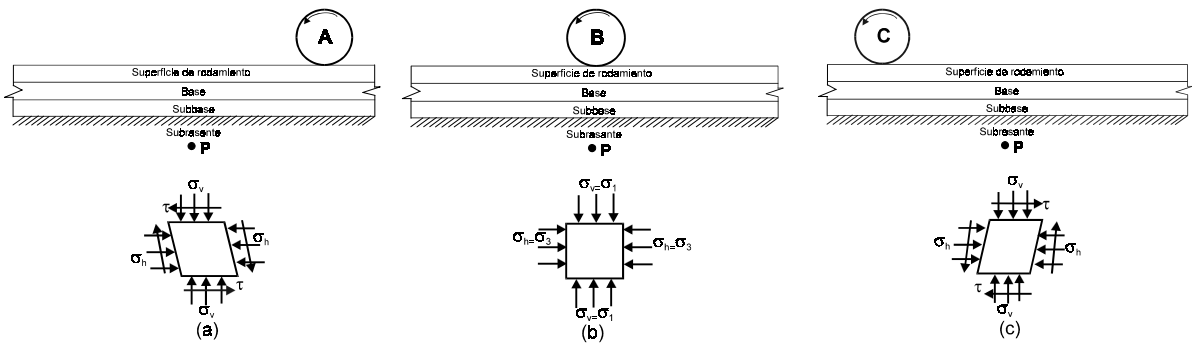 A
Superficie de rodamiento
Base
Subbase
Subrasante
P
σv
τ
σh
σh
τ
σv
(a)
B
Superficie de rodamiento
Base
Subbase
Subrasante
P
σv=σ1
σh=σ3
σh=σ3
σv=σ1
(b)
C
Superficie de rodamiento
Base
Subbase
Subrasante
P
σv
τ
σh
σh
τ
σv
(c)